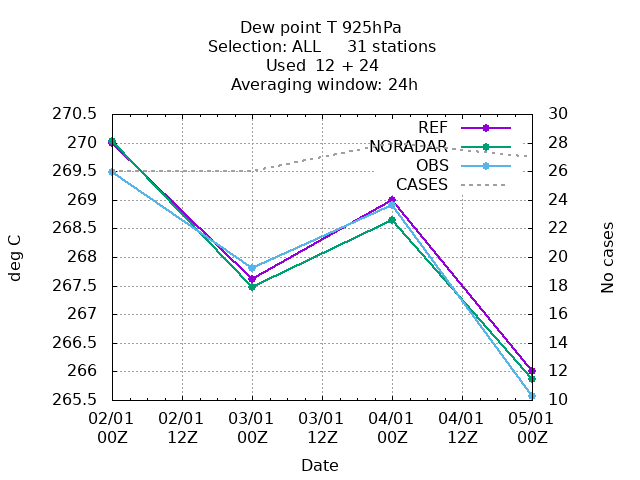 Dew point T 925hPa
Selection: ALL     31 stations
Used 12 + 24
Averaging window: 24h
270.5
270
269.5
269
268.5
268
267.5
267
266.5
266
265.5
30
28
26
24
22
20
18
16
14
12
10
REF
NORADAR
OBS
CASES
deg C
No cases
02/01 02/01 03/01 03/01 04/01 04/01 05/01
00Z 12Z 00Z 12Z 00Z 12Z 00Z
Date